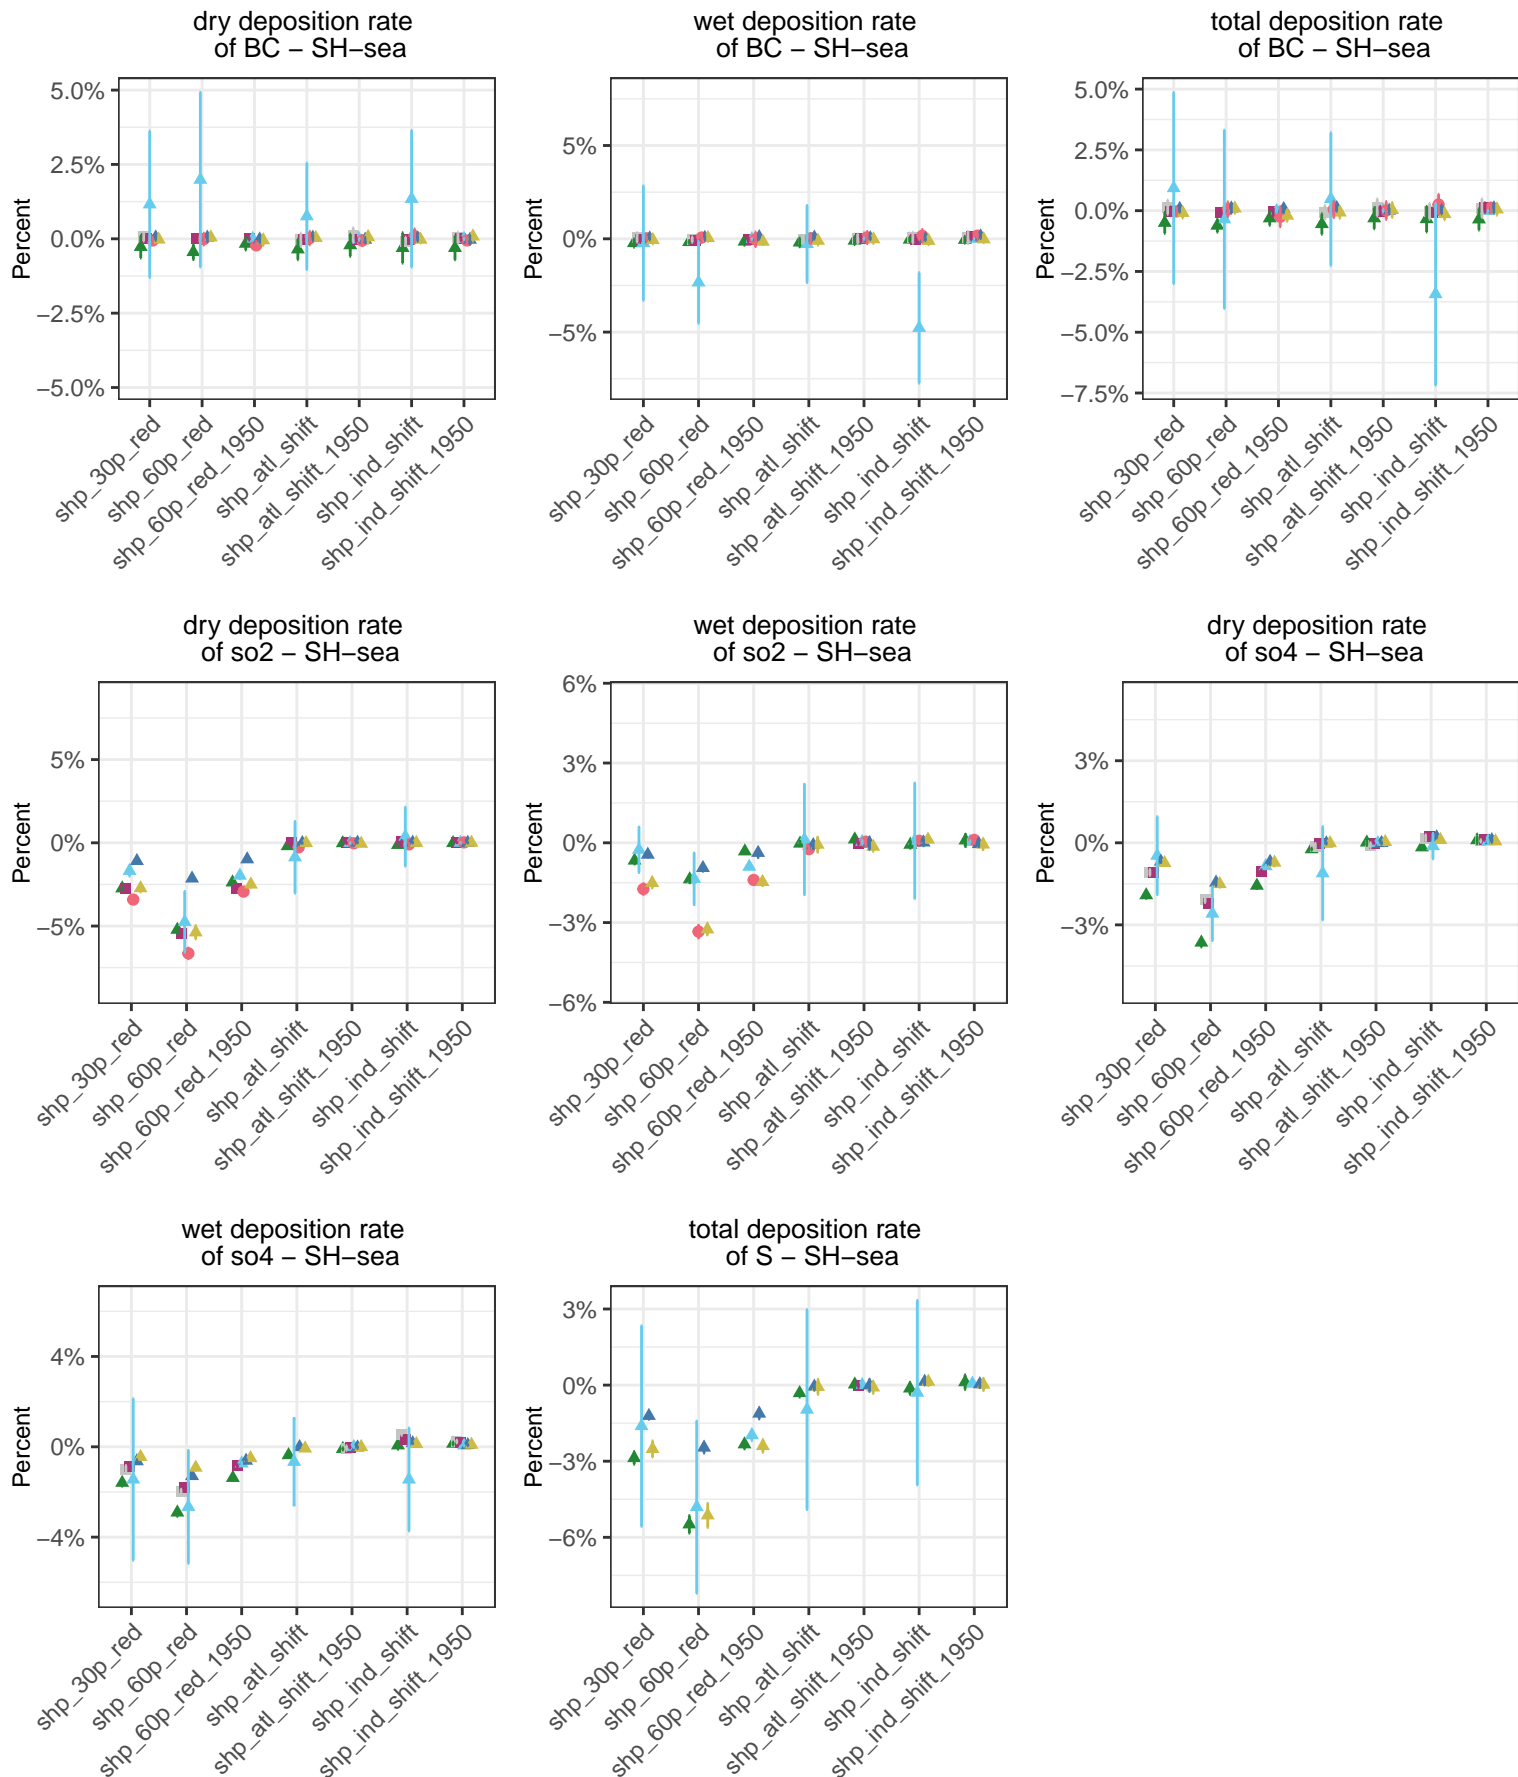 dry deposition rate
of BC − SH−sea
wet deposition rate
of BC − SH−sea
total deposition rate
of BC − SH−sea
Percent
5.0%
2.5%
0.0%
−2.5%
−5.0%
shp_30p_red
shp_60p_red
shp_60p_red_1950
shp_atl_shift
shp_atl_shift_1950
shp_ind_shift
shp_ind_shift_1950
Percent
5%
0%
−5%
shp_30p_red
shp_60p_red
shp_60p_red_1950
shp_atl_shift
shp_atl_shift_1950
shp_ind_shift
shp_ind_shift_1950
Percent
5.0%
2.5%
0.0%
−2.5%
−5.0%
−7.5%
shp_30p_red
shp_60p_red
shp_60p_red_1950
shp_atl_shift
shp_atl_shift_1950
shp_ind_shift
shp_ind_shift_1950
dry deposition rate
of so2 − SH−sea
wet deposition rate
of so2 − SH−sea
dry deposition rate
of so4 − SH−sea
Percent
5%
0%
−5%
shp_30p_red
shp_60p_red
shp_60p_red_1950
shp_atl_shift
shp_atl_shift_1950
shp_ind_shift
shp_ind_shift_1950
Percent
6%
3%
0%
−3%
−6%
shp_30p_red
shp_60p_red
shp_60p_red_1950
shp_atl_shift
shp_atl_shift_1950
shp_ind_shift
shp_ind_shift_1950
Percent
3%
0%
−3%
shp_30p_red
shp_60p_red
shp_60p_red_1950
shp_atl_shift
shp_atl_shift_1950
shp_ind_shift
shp_ind_shift_1950
wet deposition rate
of so4 − SH−sea
total deposition rate
of S − SH−sea
Percent
4%
0%
−4%
shp_30p_red
shp_60p_red
shp_60p_red_1950
shp_atl_shift
shp_atl_shift_1950
shp_ind_shift
shp_ind_shift_1950
Percent
3%
0%
−3%
−6%
shp_30p_red
shp_60p_red
shp_60p_red_1950
shp_atl_shift
shp_atl_shift_1950
shp_ind_shift
shp_ind_shift_1950